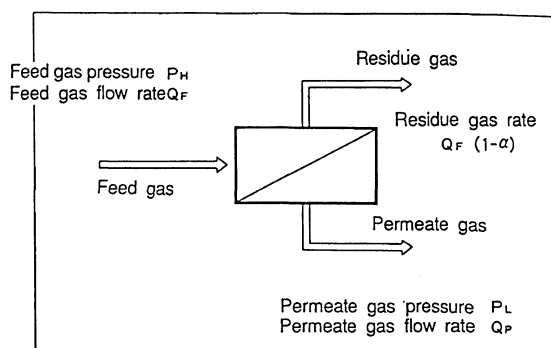 Feed gas pressure PH
Feed gas flow rate QF
Feed gas
Residue gas
Residue gas rate
QF (1-α)
Permeate gas
Permeate gas pressure PL
Permeate gas flow rate QP